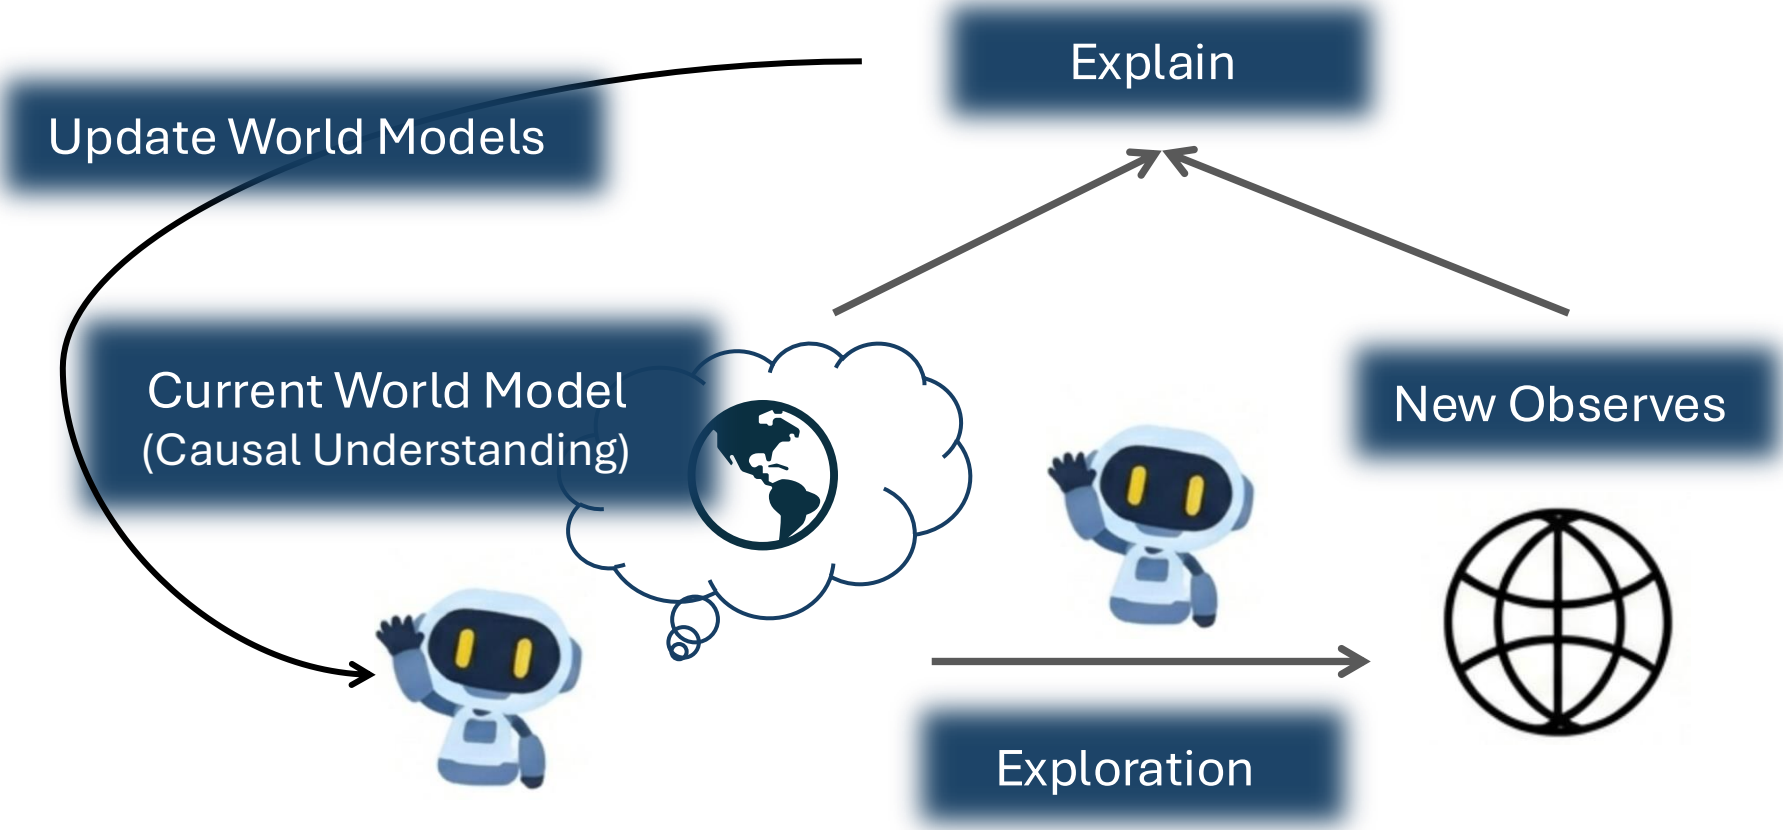 Explain
Update World Models
Current World Model
(Causal Understanding)
New Observes
Exploration